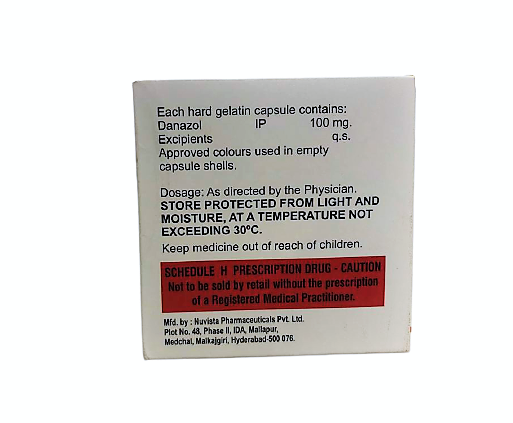 Each hard gelatin capsule contains:
Danazol IP 100 mg.
Excipients q.s.
Approved colours used in empty
capsule shells.
Dosage: As directed by the Physician.
STORE PROTECTED FROM LIGHT AND
MOISTURE, AT A TEMPERATURE NOT
EXCEEDING 30ºC.
Keep medicine out of reach of children.
SCHEDULE H PRESCRIPTION DRUG - CAUTION
Not to be sold by retail without the prescription
of a Registered Medical Practitioner.
Mfd. by : Nuvista Pharmaceuticals Pvt. Ltd.
Plot No. 48, Phase II, IDA, Mallapur,
Medchal, Malkajgiri, Hyderabad-500 076.